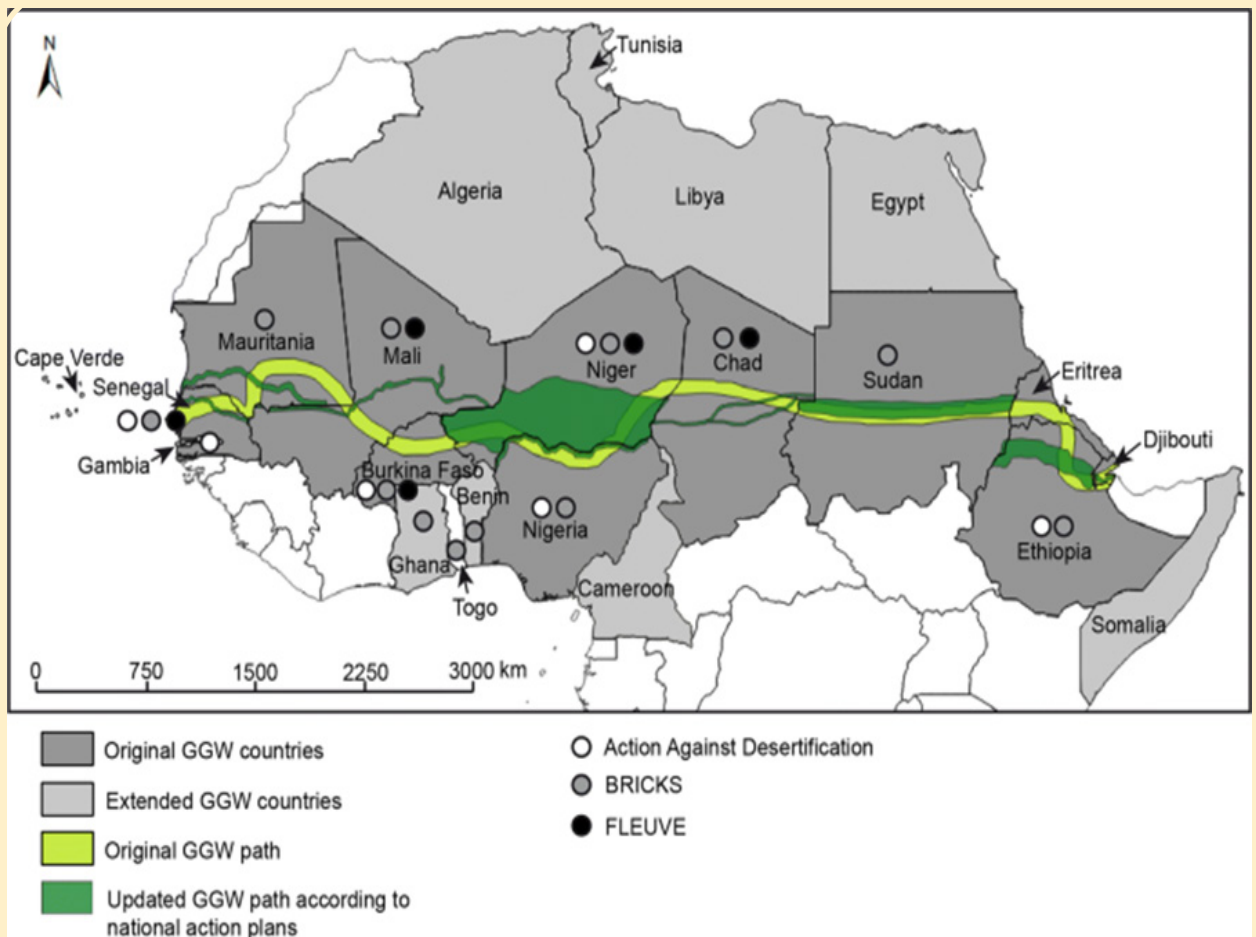 N
Tunisia
Algeria
Libya
Egypt
Mauritania
Mali
Niger
Chad
Sudan
Eritrea
Cape Verde
Senegal
Gambia
Djibouti
Burkina Faso
Benin
Nigeria
Ethiopia
Ghana
Togo
Cameroon
Somalia
0 750 1500 2250 3000 km
Original GGW countries
Extended GGW countries
Original GGW path
Updated GGW path according to
national action plans
Action Against Desertification
BRICKS
FLEUVE